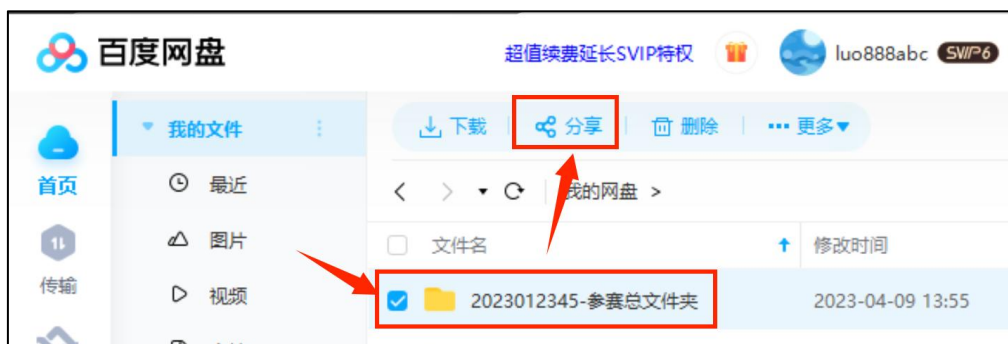 百度网盘
超值续费延长SVIP特权
luo888abc SVIP6
首页
传输
我的文件
最近
图片
视频
下载 分享 删除 ••• 更多▼
我的网盘 >
文件名 修改时间
2023012345-参赛总文件夹 2023-04-09 13:55